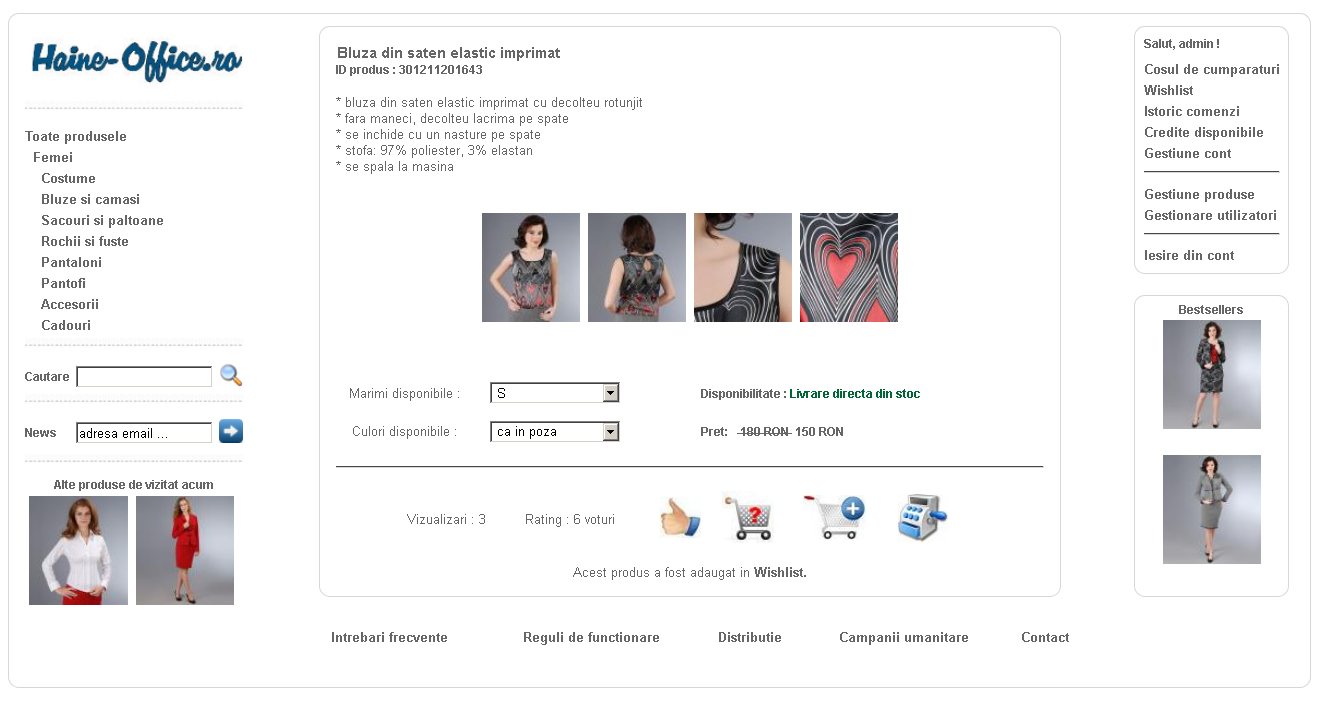 Haine-Office.ro
Toate produsele
Femei
Costume
Bluze si camasi
Sacouri si paltoane
Rochii si fuste
Pantaloni
Pantofi
Accesorii
Cadouri
Cautare
News adresa email ...
Alte produse de vizitat acum
Bluza din saten elastic imprimat
ID produs : 301211201643
* bluza din saten elastic imprimat cu decolteu rotunjit
* fara maneci, decolteu lacrima pe spate
* se inchide cu un nasture pe spate
* stofa: 97% poliester, 3% elastan
* se spala la masina
Marimi disponibile : S Disponibilitate : Livrare directa din stoc
Culori disponibile : ca in poza Pret: 180 RON 150 RON
Vizualizari : 3 Rating : 6 voturi ?
Acest produs a fost adaugat in Wishlist.
Salut, admin !
Cosul de cumparaturi
Wishlist
Istoric comenzi
Credite disponibile
Gestiune cont
Gestiune produse
Gestionare utilizatori
Iesire din cont
Bestsellers
Intrebari frecvente Reguli de functionare Distributie Campanii umanitare Contact